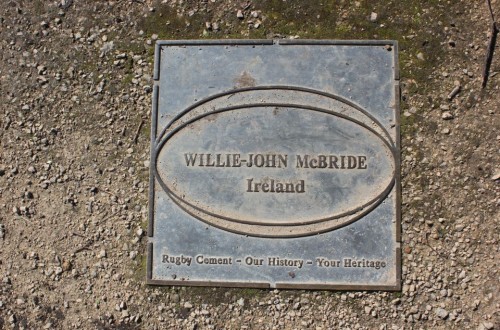 WILLIE-JOHN McBRIDE
Ireland
Rugby Cement - Our History - Your Heritage